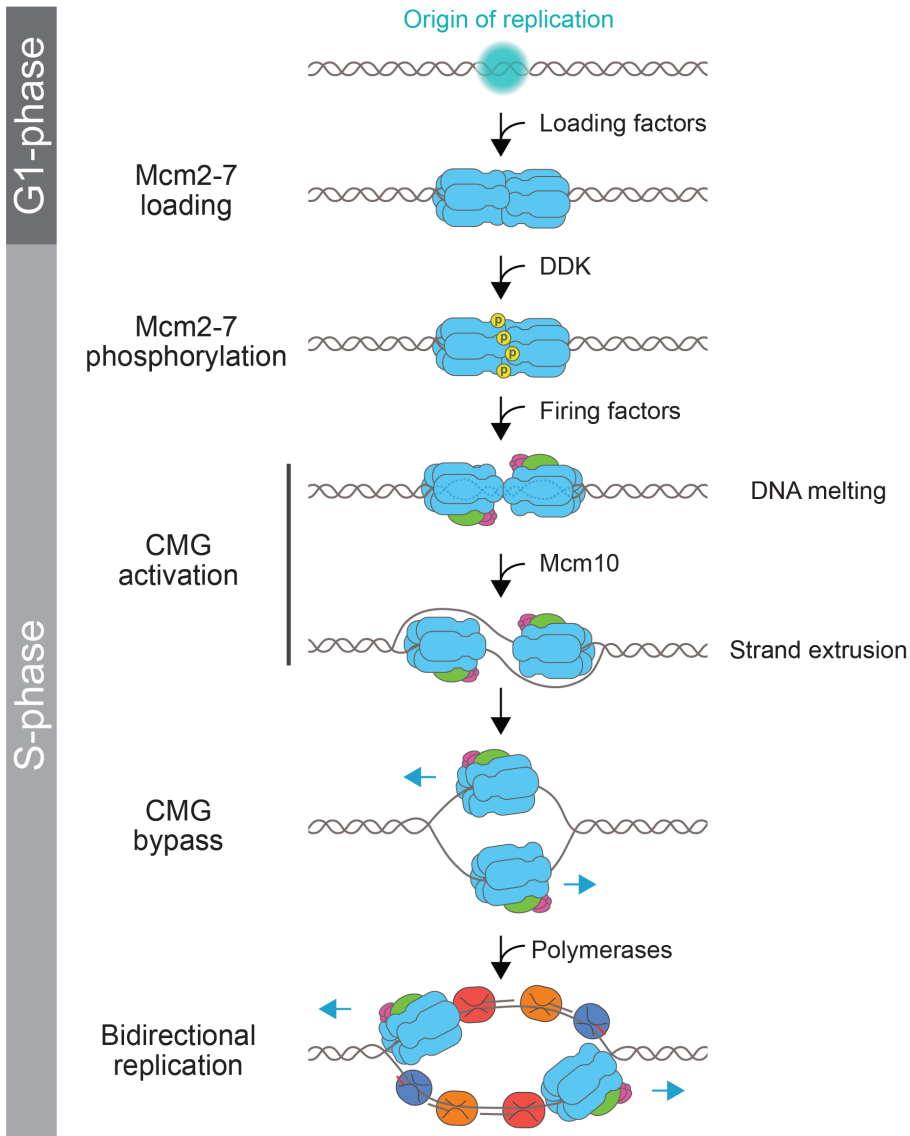 Origin of replication
G1-phase
Loading factors
Mcm2-7
loading
DDK
Mcm2-7
phosphorylation
p
p
p
p
Firing factors
DNA melting
CMG
activation
Mcm10
Strand extrusion
S-phase
CMG
bypass
Polymerases
Bidirectional
replication